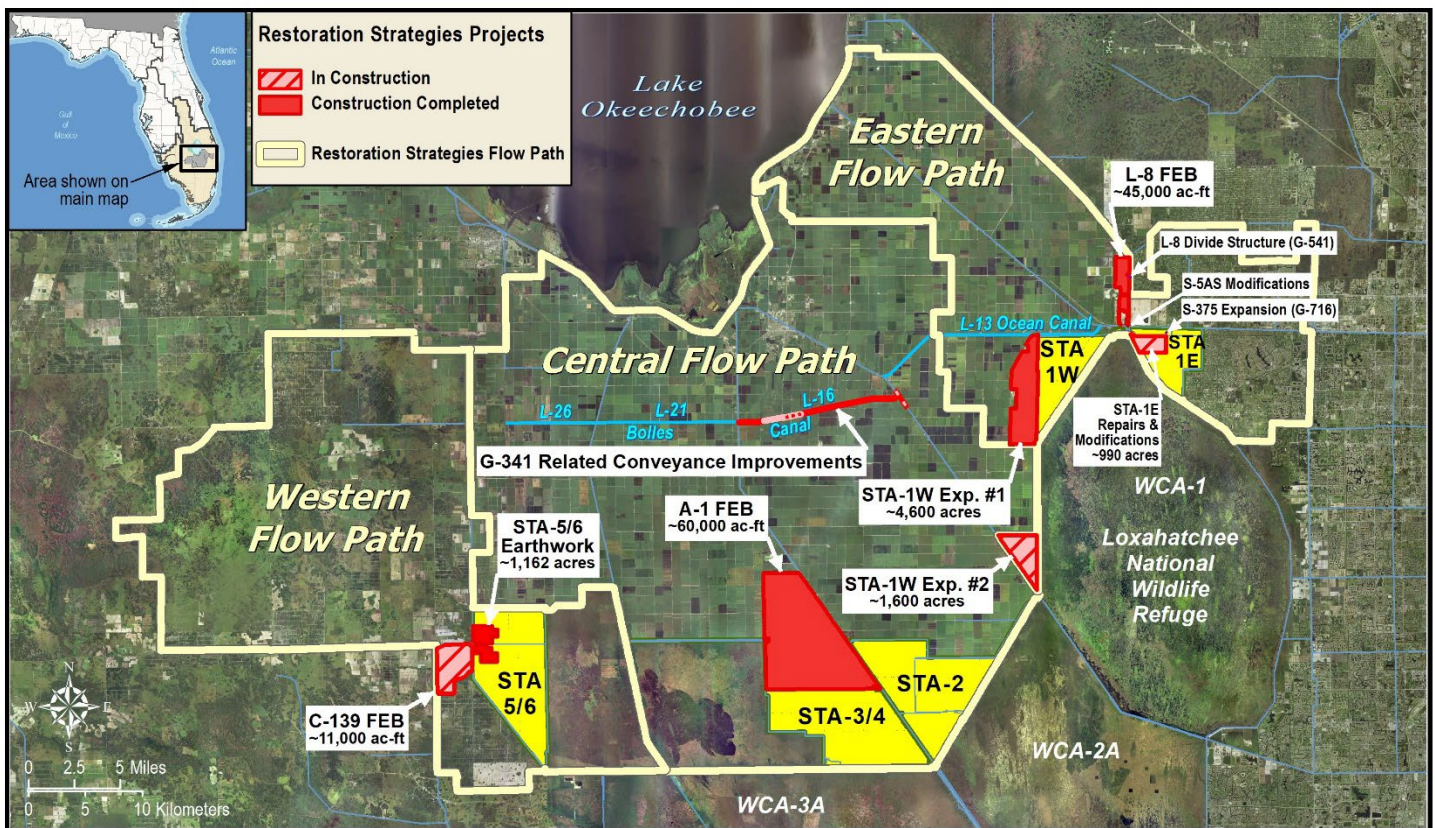 Atlantic
Ocean
Gulf
of
Mexico
Area shown on
main map
Restoration Strategies Projects
In Construction
Construction Completed
Restoration Strategies Flow Path
Lake
Okeechobee
Eastern
Flow Path
L-8 FEB
~45,000 ac-ft
L-8 Divide Structure (G-541)
S-5AS Modifications
S-375 Expansion (G-716)
L-13 Ocean Canal
STA
1W
STA
1E
Central Flow Path
L-26
L-21
L-16
Bolles
Canal
G-341 Related Conveyance Improvements
STA-1E
Repairs &
Modifications
~990 acres
STA-1W Exp. #1
~4,600 acres
WCA-1
Loxahatchee
National
Wildlife
Refuge
Western
Flow Path
STA-5/6
Earthwork
~1,162 acres
A-1 FEB
~60,000 ac-ft
STA-1W Exp. #2
~1,600 acres
STA
5/6
STA-2
STA-3/4
C-139 FEB
~11,000 ac-ft
WCA-2A
WCA-3A
N
W
E
S
0 2.5 5 Miles
0 5 10 Kilometers